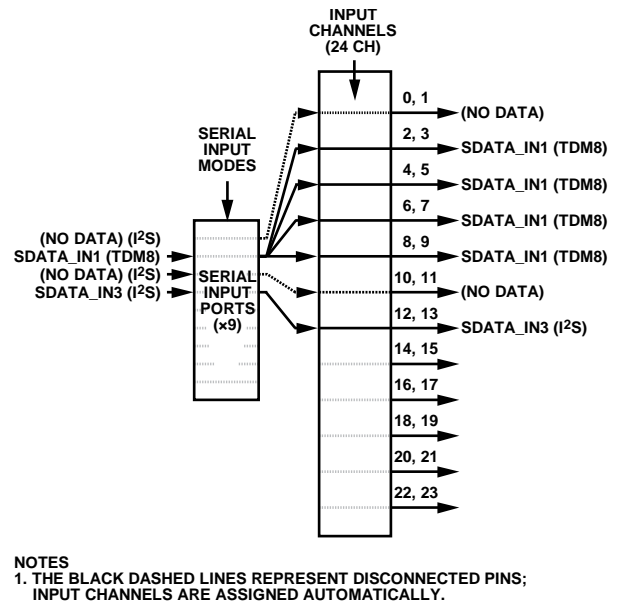 INPUT
CHANNELS
(24 CH)
SERIAL
INPUT
MODES
0, 1
(NO DATA)
2, 3
SDATA_IN1 (TDM8)
4, 5
SDATA_IN1 (TDM8)
6, 7
SDATA_IN1 (TDM8)
8, 9
SDATA_IN1 (TDM8)
10, 11
(NO DATA)
12, 13
SDATA_IN3 (I²S)
14, 15
16, 17
18, 19
20, 21
22, 23
(NO DATA) (I²S)
SDATA_IN1 (TDM8)
(NO DATA) (I²S)
SDATA_IN3 (I²S)
SERIAL
INPUT
PORTS
(×9)
NOTES
1. THE BLACK DASHED LINES REPRESENT DISCONNECTED PINS;
INPUT CHANNELS ARE ASSIGNED AUTOMATICALLY.